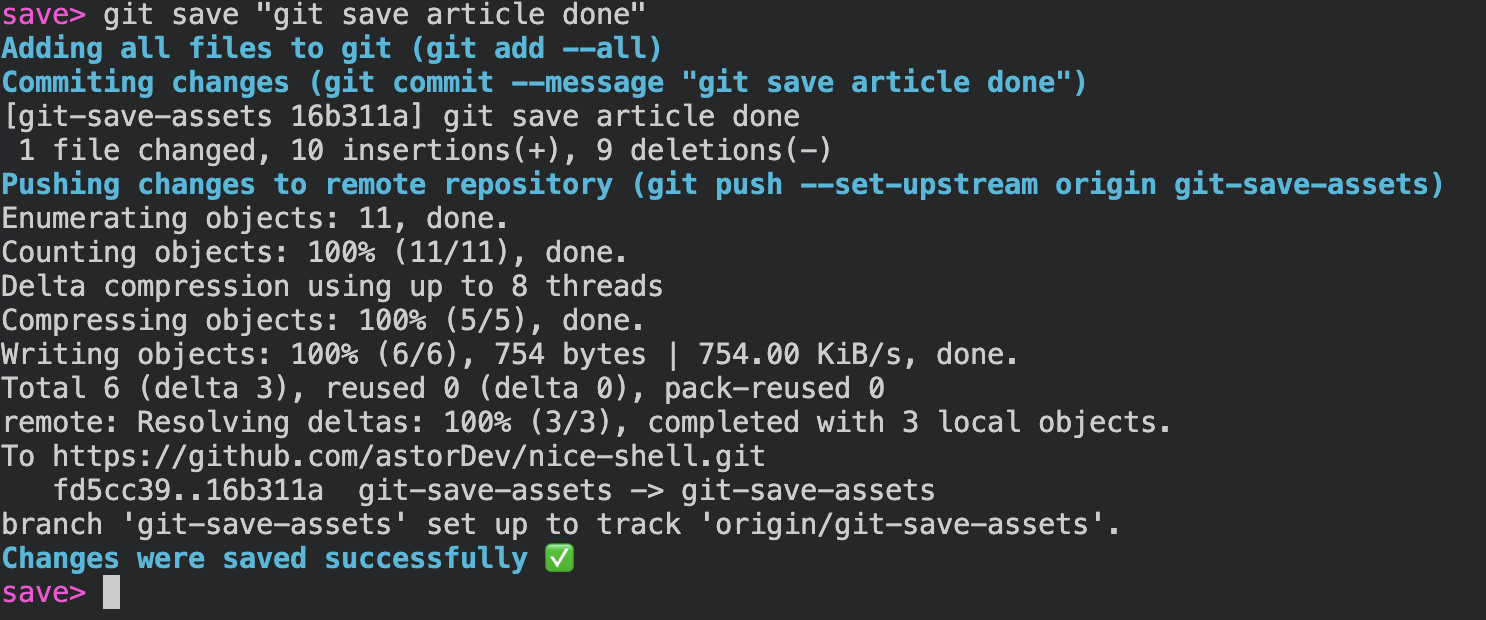 save> git save "git save article done"
Adding all files to git (git add --all)
Commiting changes (git commit --message "git save article done")
[git-save-assets 16b311a] git save article done
 1 file changed, 10 insertions(+), 9 deletions(-)
Pushing changes to remote repository (git push --set-upstream origin git-save-assets)
Enumerating objects: 11, done.
Counting objects: 100% (11/11), done.
Delta compression using up to 8 threads
Compressing objects: 100% (5/5), done.
Writing objects: 100% (6/6), 754 bytes | 754.00 KiB/s, done.
Total 6 (delta 3), reused 0 (delta 0), pack-reused 0
remote: Resolving deltas: 100% (3/3), completed with 3 local objects.
To https://github.com/astorDev/nice-shell.git
   fd5cc39..16b311a  git-save-assets -> git-save-assets
branch 'git-save-assets' set up to track 'origin/git-save-assets'.
Changes were saved successfully ✅
save>